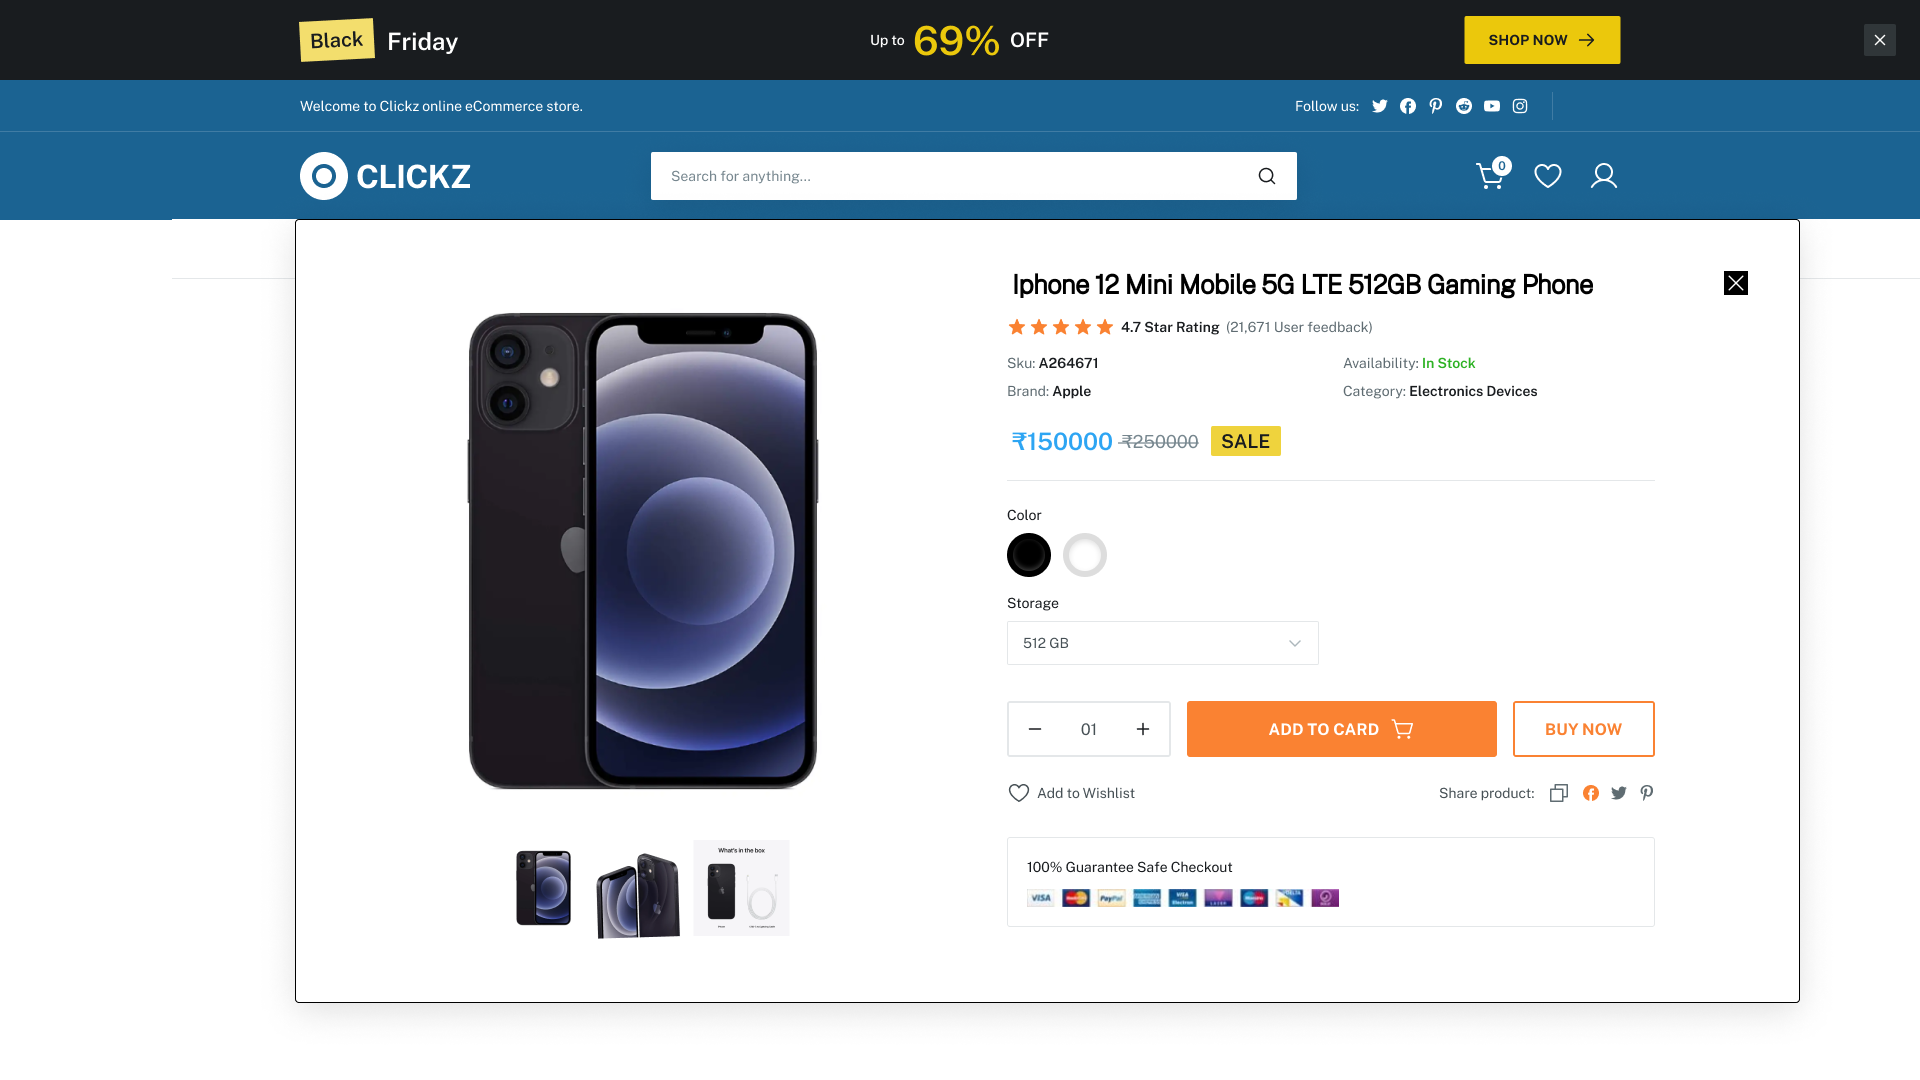 Black Friday
Up to 69% OFF
SHOP NOW
Welcome to Clickz online eCommerce store.
Follow us:
CLICKZ
Search for anything...
0
Iphone 12 Mini Mobile 5G LTE 512GB Gaming Phone
4.7 Star Rating (21,671 User feedback)
Sku: A264671
Availability: In Stock
Brand: Apple
Category: Electronics Devices
₹150000 ₹250000 SALE
Color
Storage
512 GB
01
ADD TO CARD
BUY NOW
Add to Wishlist
Share product:
What's in the box
100% Guarantee Safe Checkout
VISA
PayPal
VISA
Electron